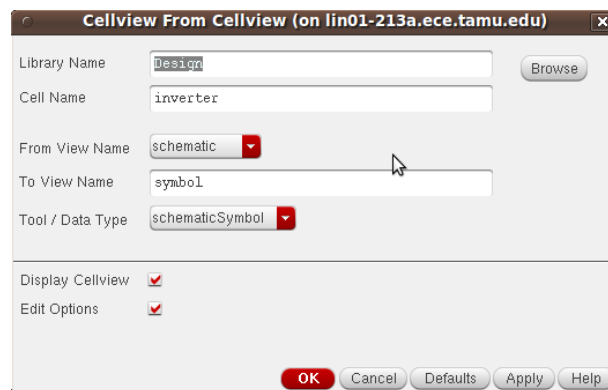 Cellview From Cellview (on lin01-213a.ece.tamu.edu)
Library Name Design Browse
Cell Name inverter
From View Name schematic
To View Name symbol
Tool / Data Type schematicSymbol
Display Cellview
Edit Options
OK Cancel Defaults Apply Help